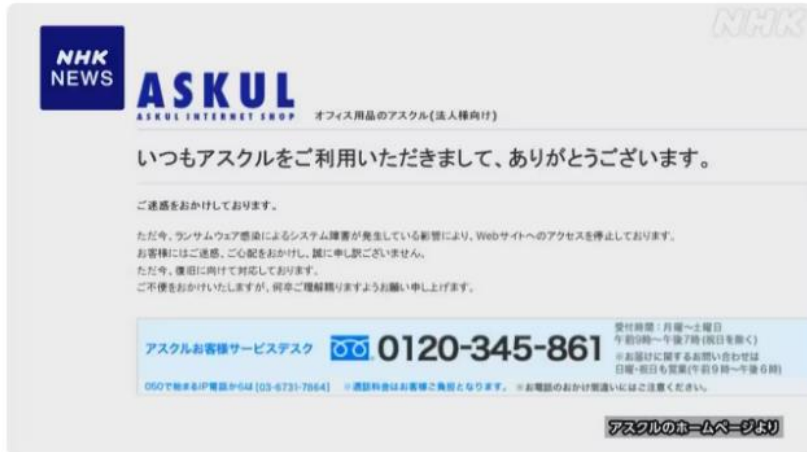 NHK
NHK
NEWS
ASKUL
ASKUL INTERNET SHOP オフィス用品のアスクル(法人様向け)
いつもアスクルをご利用いただきまして、ありがとうございます。
ご迷惑をおかけしております。
ただ今、ランサムウェア感染によるシステム障害が発生している影響により、Webサイトへのアクセスを停止しております。
お客様にはご迷惑、ご心配をおかけし、誠に申し訳ございません。
ただ今、復旧に向けて対応しております。
ご不便をおかけいたしますが、何卒ご理解賜りますようお願い申し上げます。
アスクルお客様サービスデスク 0120-345-861
受付時間:月曜~土曜日
午前9時~午後7時(祝日を除く)
※お届けに関するお問い合わせは
日曜・祝日も営業(午前9時~午後6時)
050で始まるIP電話からは[03-6731-7864] ※通話料金はお客様ご負担となります。 ※お電話のおかけ間違いにはご注意ください。
アスクルのホームページより